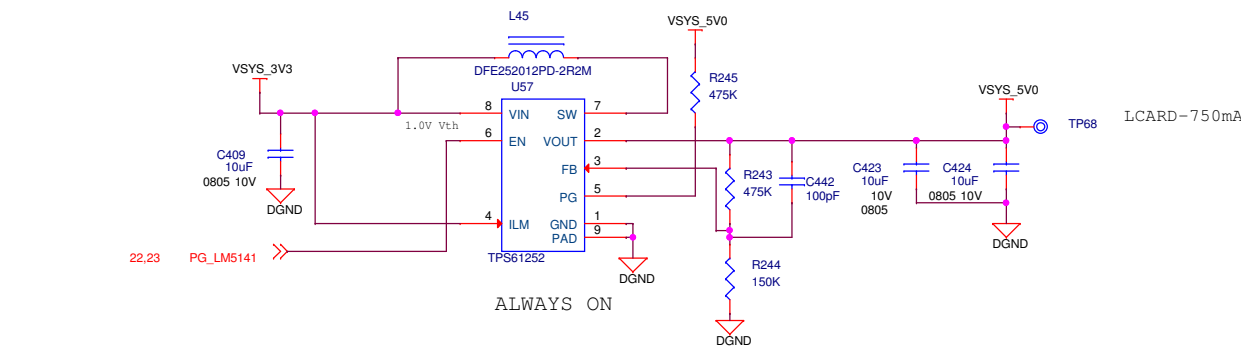 L45
VSYS_5V0
VSYS_3V3
DFE252012PD-2R2M
U57
R245
475K
VSYS_5V0
8 VIN SW 7
1.0V Vth
6 EN VOUT 2
TP68
LCARD-750mA
C409
10uF
0805 10V
FB 3
R243
475K
C442
100pF
C423
10uF
10V
0805
C424
10uF
0805 10V
PG 5
DGND
4 ILM GND 1
PAD 9
DGND
22,23 PG_LM5141
TPS61252
DGND
R244
150K
ALWAYS ON
DGND